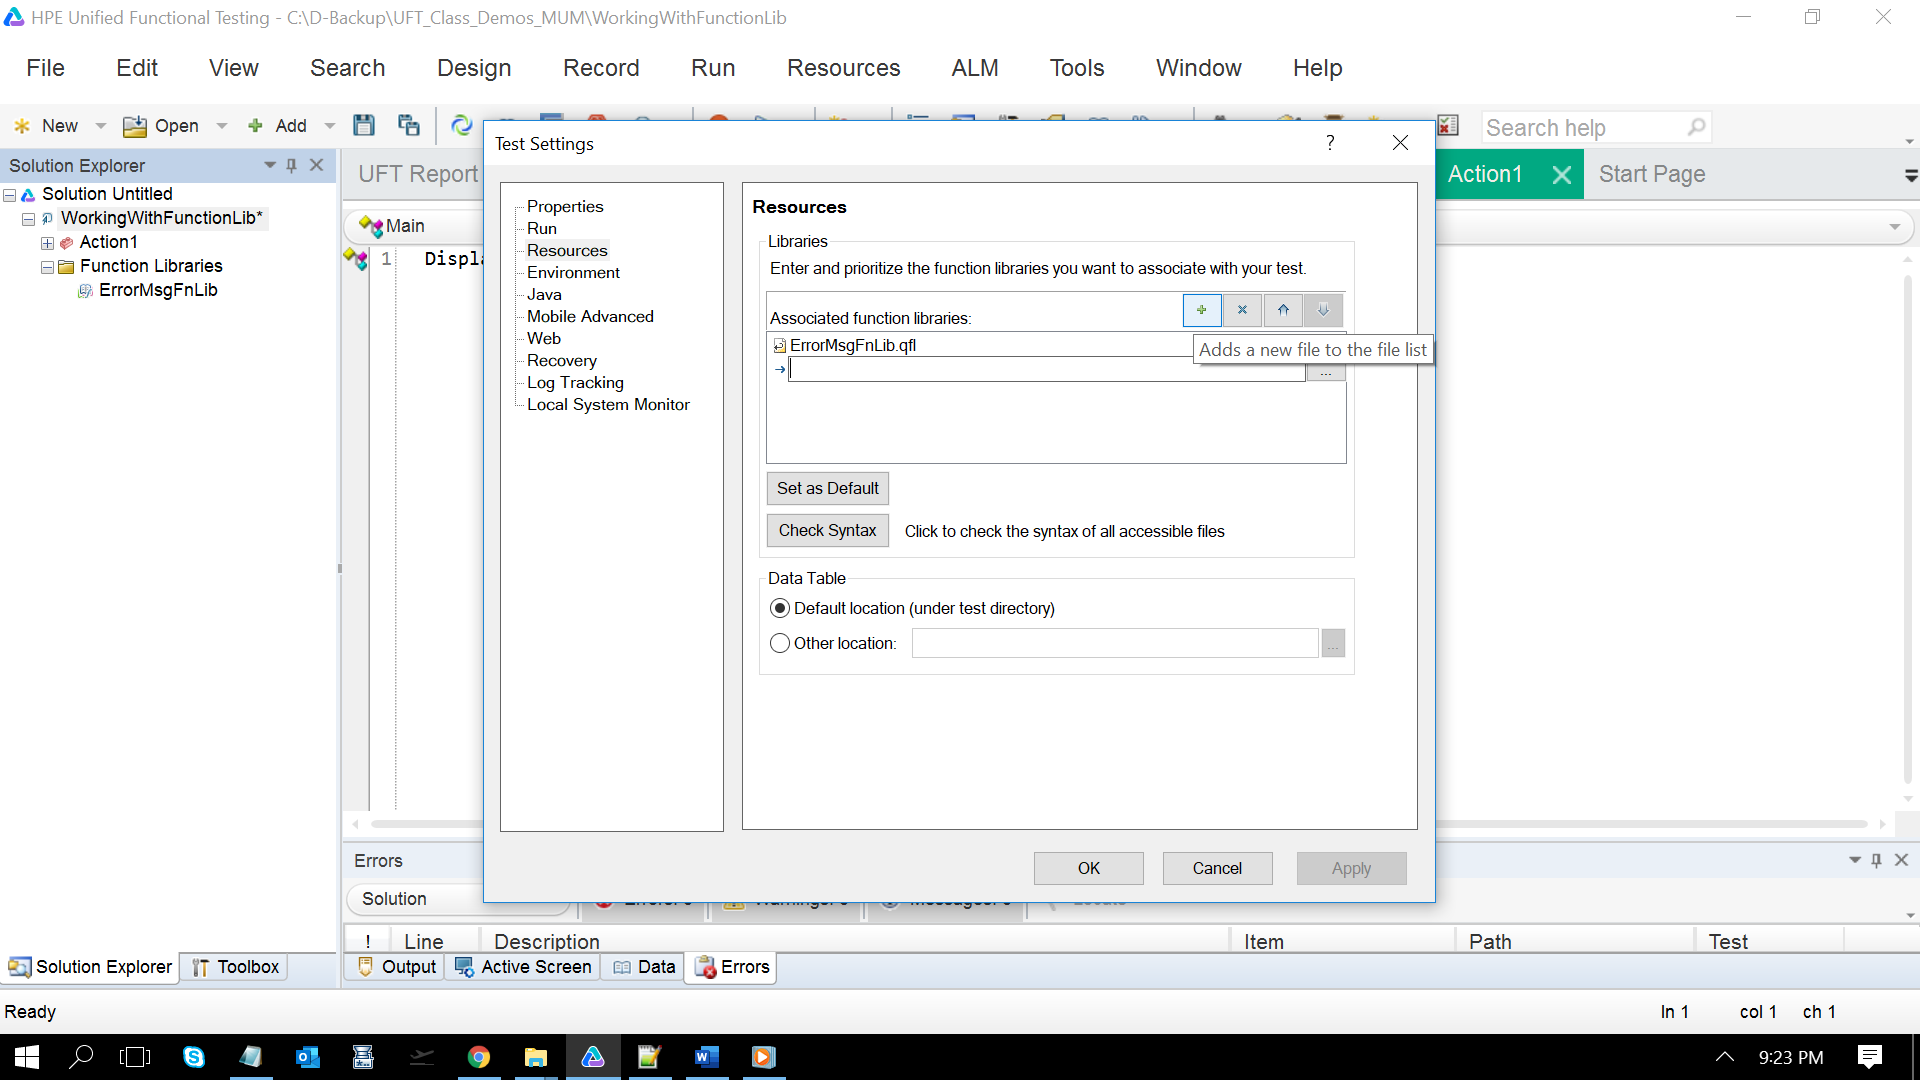 HPE Unified Functional Testing - C:\D-Backup\UFT_Class_Demos_MUM\WorkingWithFunctionLib
File Edit View Search Design Record Run Resources ALM Tools Window Help
New Open Add Search help
Solution Explorer
Solution Untitled
WorkingWithFunctionLib*
Action1
Function Libraries
ErrorMsgFnLib
UFT Report
Action1
Start Page
Main
1 Displa
Test Settings
?
Properties
Run
Resources
Environment
Java
Mobile Advanced
Web
Recovery
Log Tracking
Local System Monitor
Resources
Libraries
Enter and prioritize the function libraries you want to associate with your test.
Associated function libraries:
ErrorMsgFnLib.qfl
Adds a new file to the file list
...
Set as Default
Check Syntax Click to check the syntax of all accessible files
Data Table
Default location (under test directory)
Other location: ...
OK Cancel Apply
Errors
Solution
! Line Description Item Path Test
Solution Explorer Toolbox Output Active Screen Data Errors
Ready ln 1 col 1 ch 1
9:23 PM